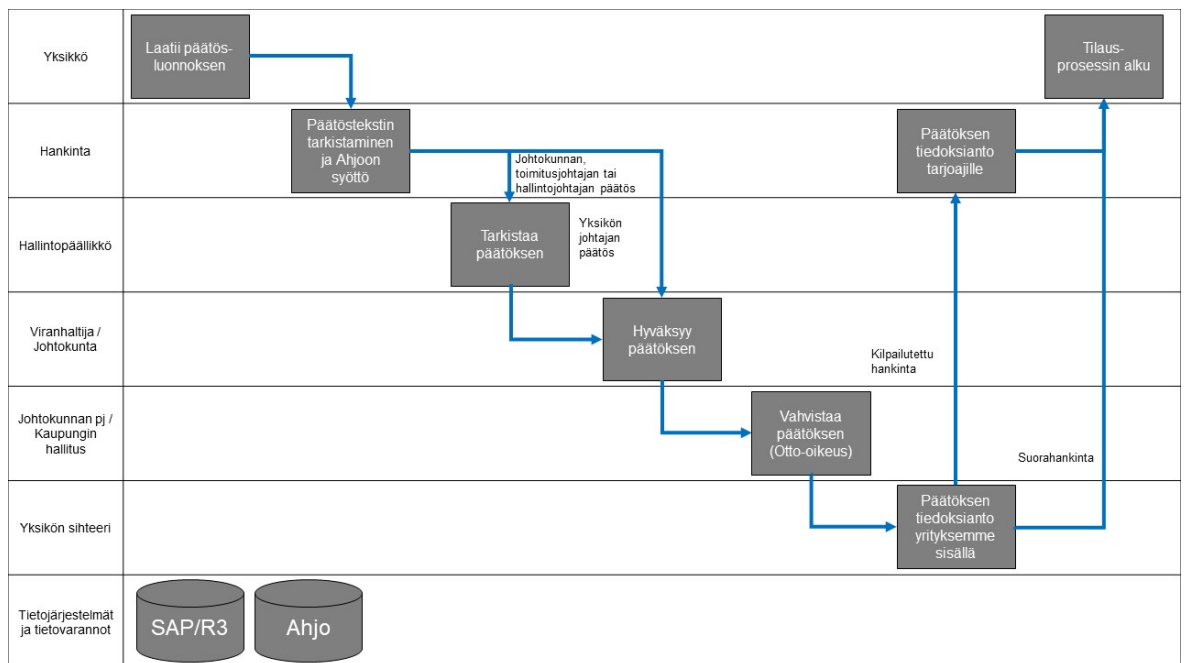 Yksikkö
Laatii päätös-
luonnoksen
Tilaus-
prosessin alku
Hankinta
Päätöstekstin
tarkistaminen
ja Ahjoon
syöttö
Johtokunnan,
toimitusjohtajan tai
hallintojohtajan päätös
Päätöksen
tiedoksianto
tarjoajille
Hallintopäällikkö
Tarkistaa
päätöksen
Yksikön
johtajan
päätös
Viranhaltija /
Johtokunta
Hyväksyy
päätöksen
Kilpailutettu
hankinta
Johtokunnan pj /
Kaupungin
hallitus
Vahvistaa
päätöksen
(Otto-oikeus)
Suorahankinta
Yksikön sihteeri
Päätöksen
tiedoksianto
yrityksemme
sisällä
Tietojärjestelmät
ja tietovarannot
SAP/R3
Ahjo